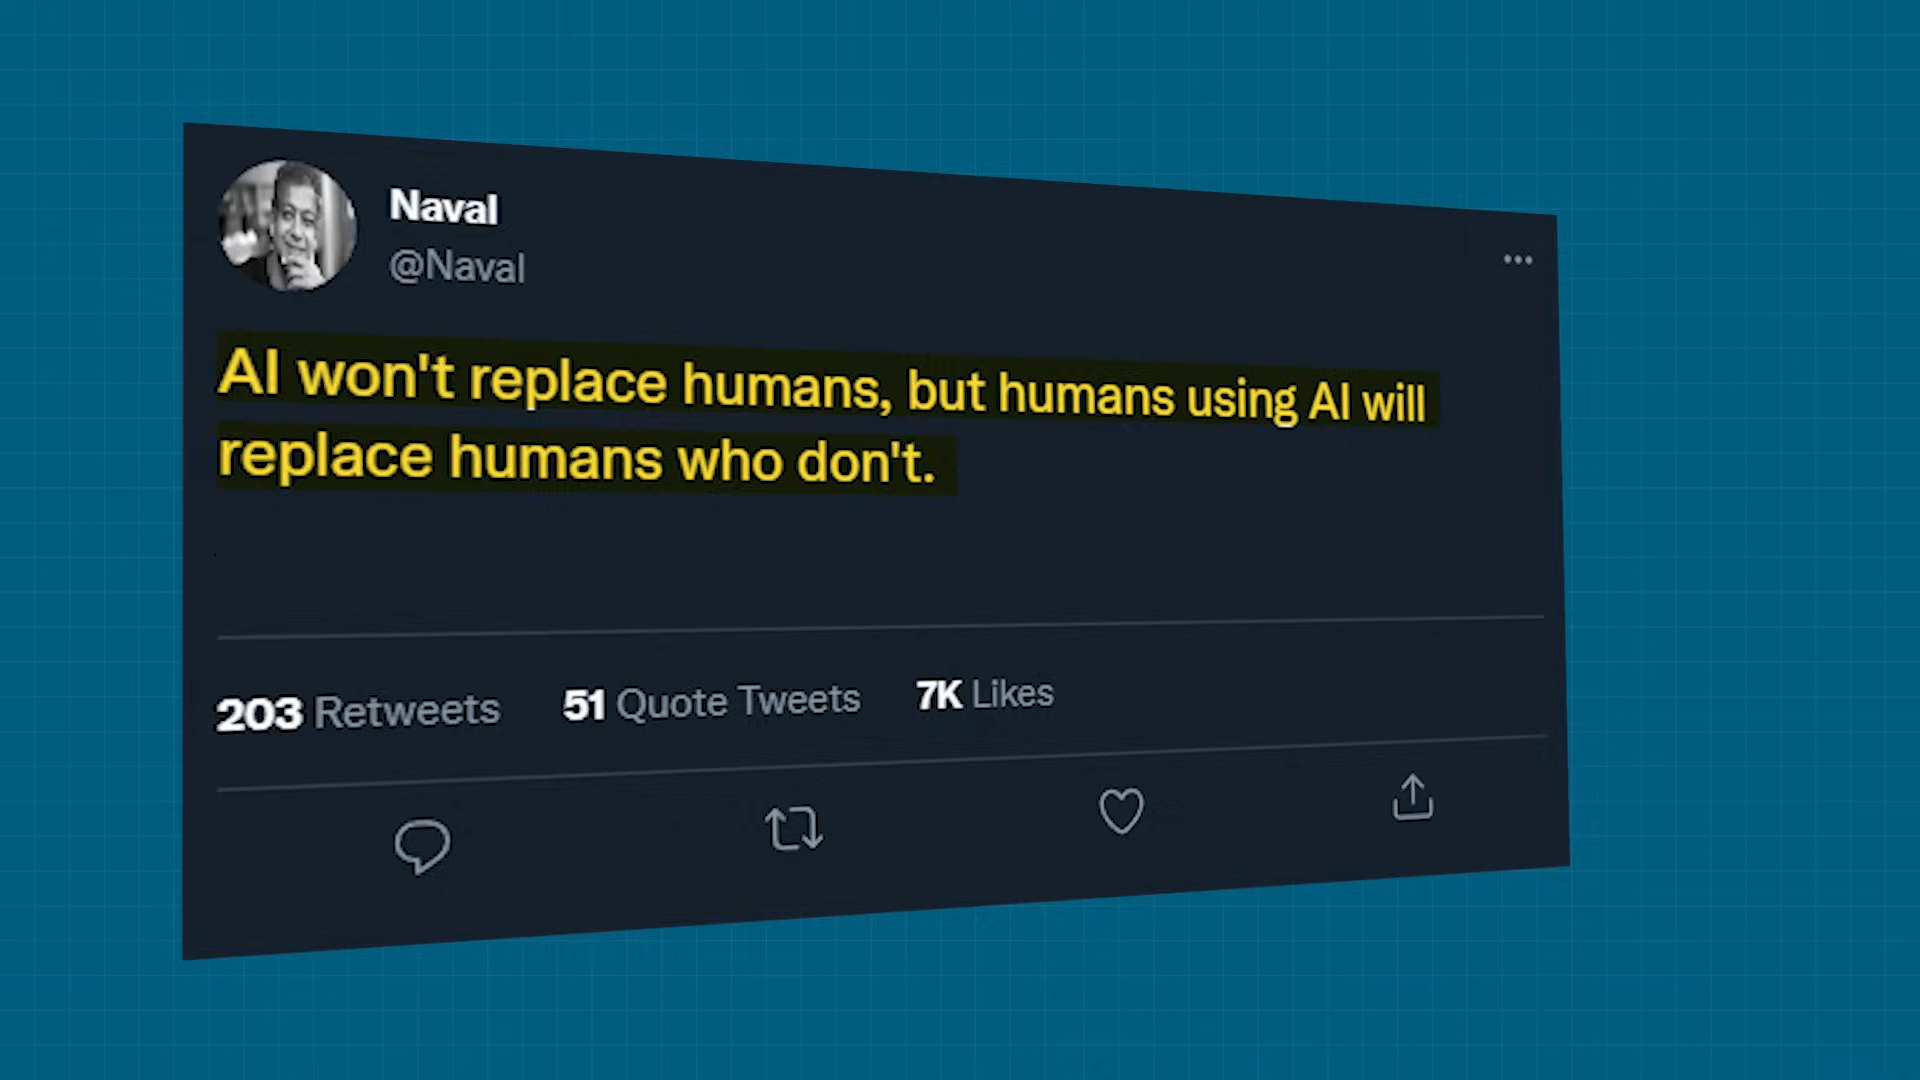 Naval
@Naval
AI won't replace humans, but humans using AI will
replace humans who don't.
203 Retweets 51 Quote Tweets 7K Likes